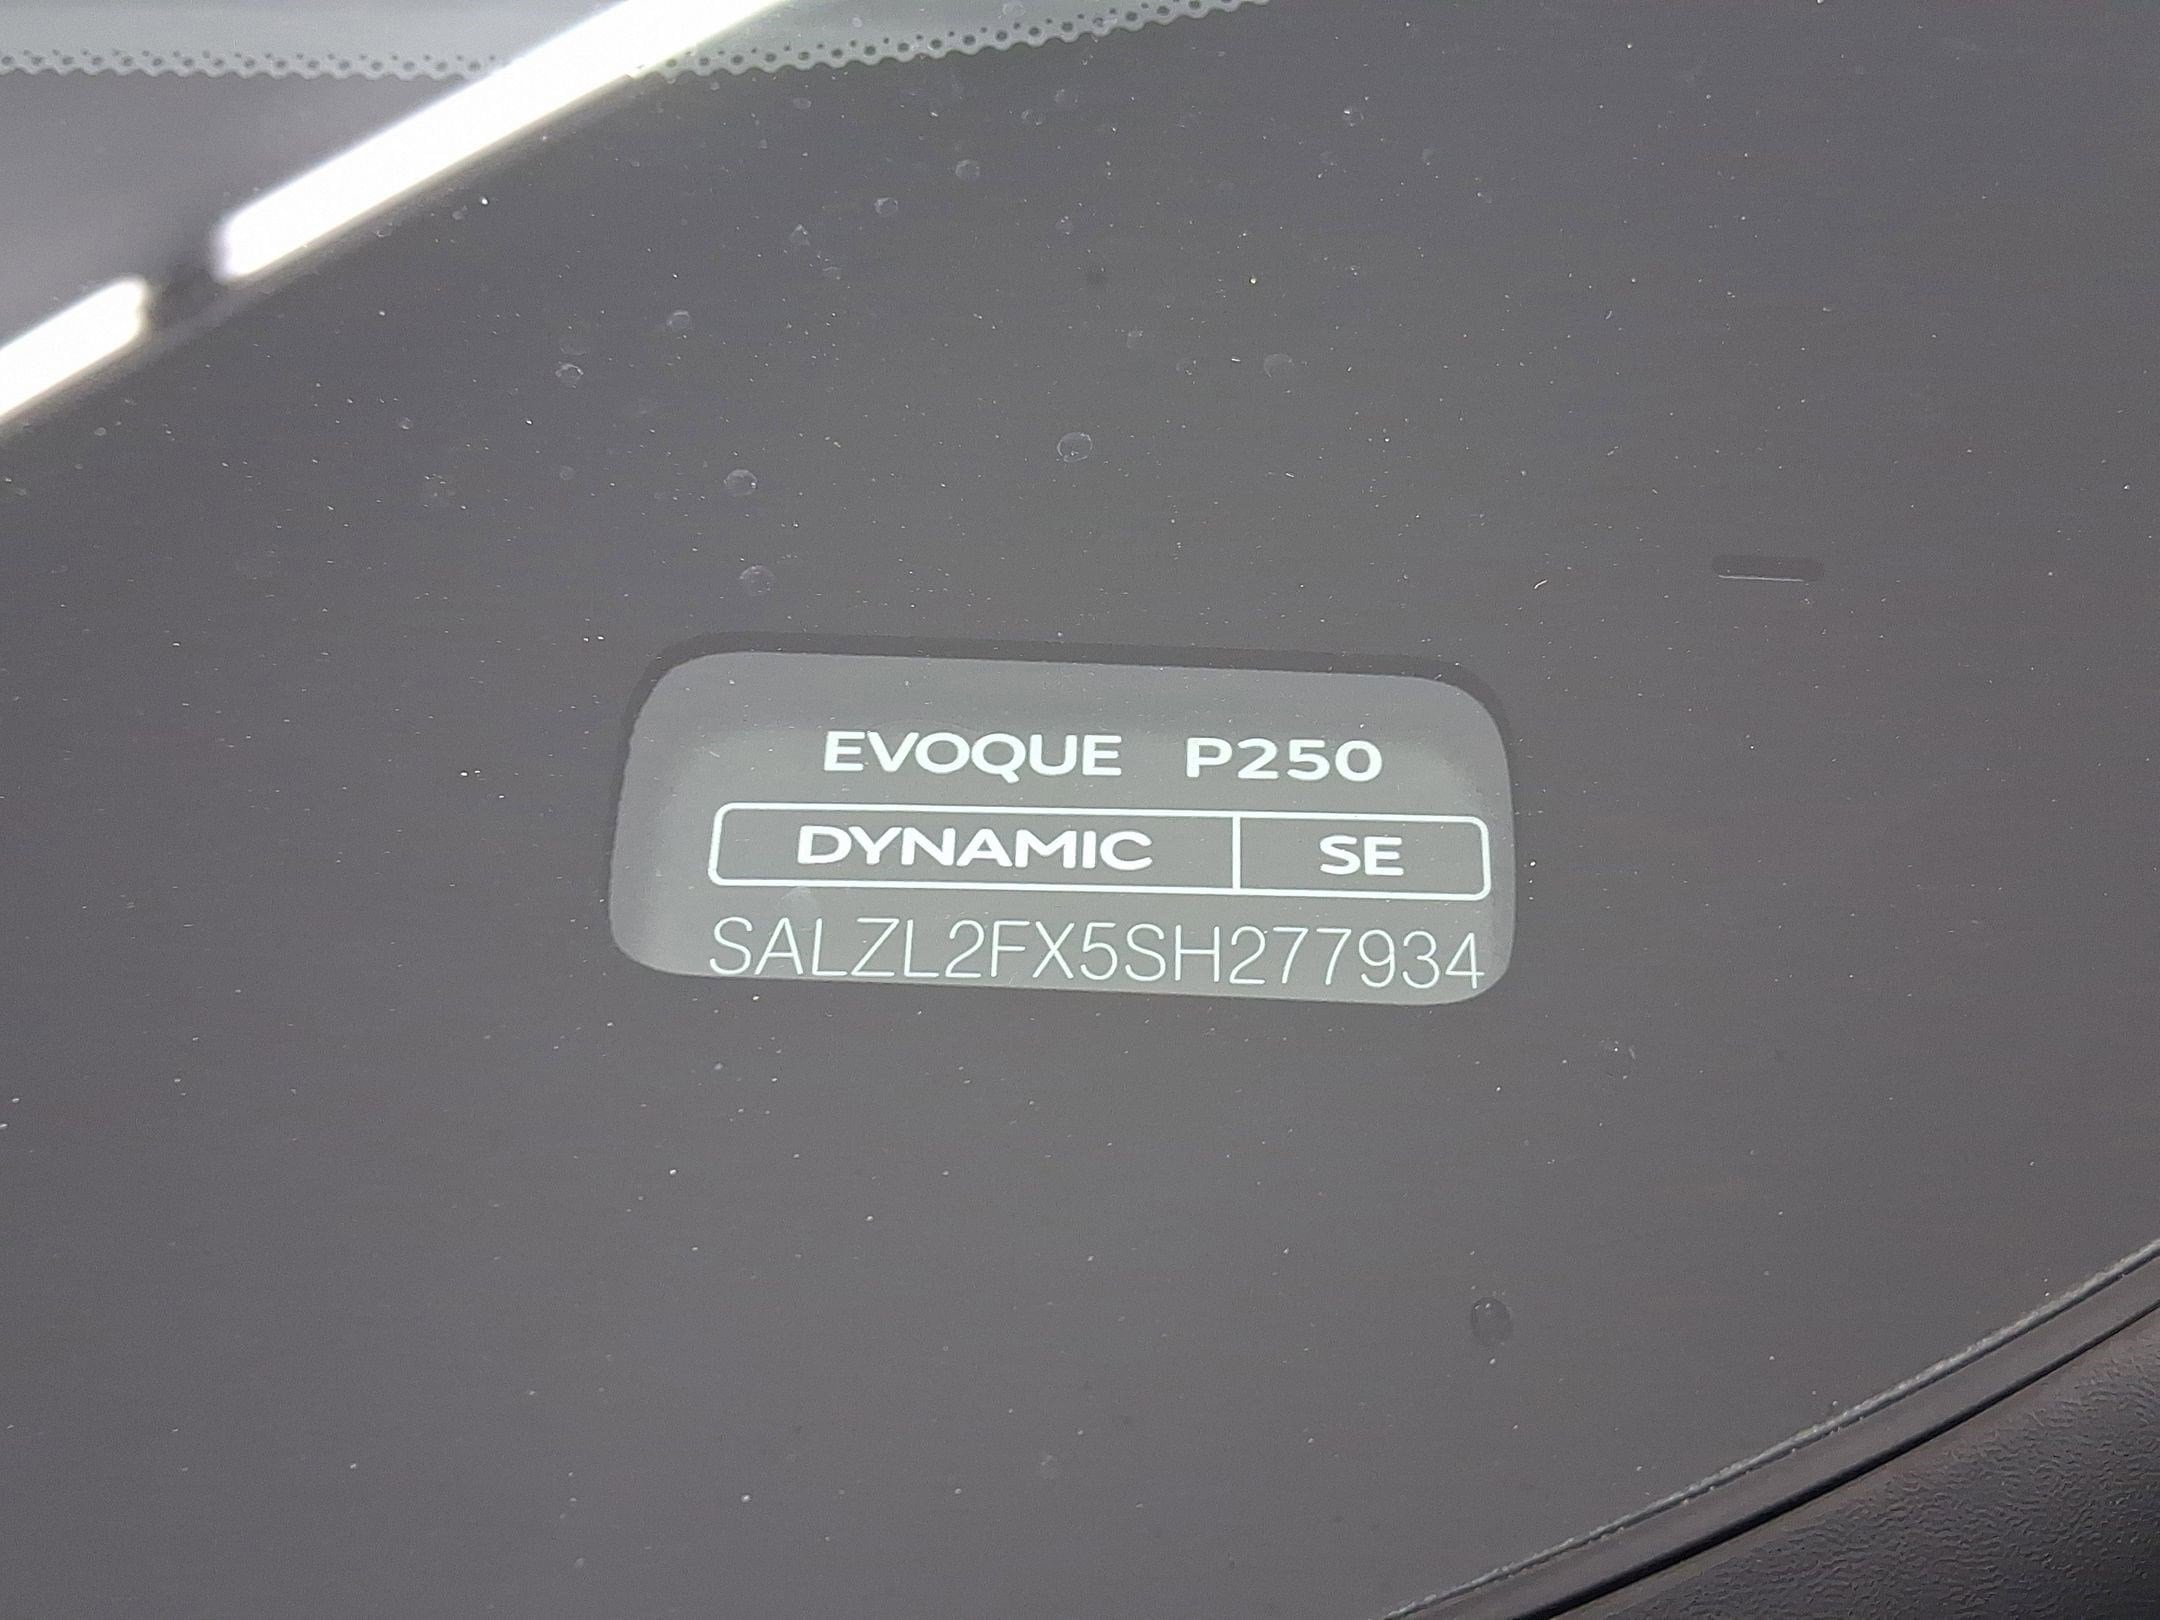 EVOQUE P250
DYNAMIC SE
SALZL2FX5SH277934